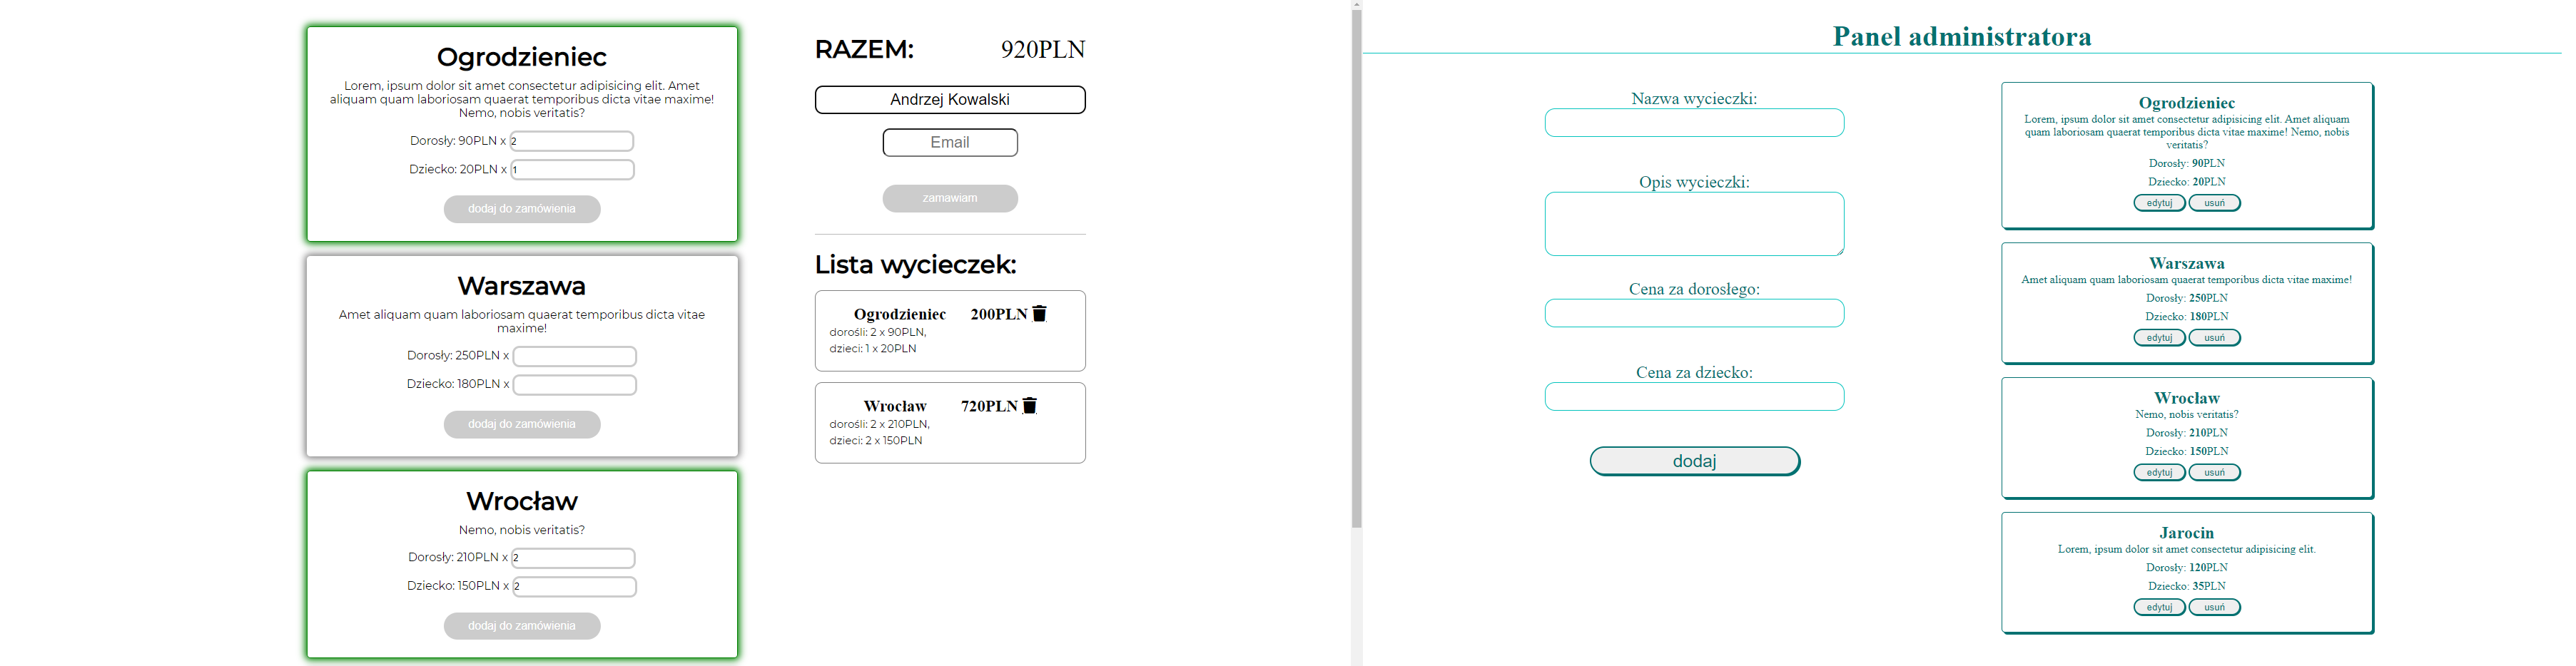 Ogrodzieniec
Lorem, ipsum dolor sit amet consectetur adipisicing elit. Amet
aliquam quam laboriosam quaerat temporibus dicta vitae maxime!
Nemo, nobis veritatis?
Dorosły: 90PLN x 2
Dziecko: 20PLN x 1
dodaj do zamówienia
Warszawa
Amet aliquam quam laboriosam quaerat temporibus dicta vitae
maxime!
Dorosły: 250PLN x
Dziecko: 180PLN x
dodaj do zamówienia
Wrocław
Nemo, nobis veritatis?
Dorosły: 210PLN x 2
Dziecko: 150PLN x 2
dodaj do zamówienia
RAZEM: 920PLN
Andrzej Kowalski
Email
zamawiam
Lista wycieczek:
Ogrodzieniec 200PLN
dorośli: 2 x 90PLN,
dzieci: 1 x 20PLN
Wrocław 720PLN
dorośli: 2 x 210PLN,
dzieci: 2 x 150PLN
Panel administratora
Nazwa wycieczki:
Opis wycieczki:
Cena za dorosłego:
Cena za dziecko:
dodaj
Ogrodzieniec
Lorem, ipsum dolor sit amet consectetur adipisicing elit. Amet aliquam
quam laboriosam quaerat temporibus dicta vitae maxime! Nemo, nobis
veritatis?
Dorosły: 90PLN
Dziecko: 20PLN
edytuj usuń
Warszawa
Amet aliquam quam laboriosam quaerat temporibus dicta vitae maxime!
Dorosły: 250PLN
Dziecko: 180PLN
edytuj usuń
Wrocław
Nemo, nobis veritatis?
Dorosły: 210PLN
Dziecko: 150PLN
edytuj usuń
Jarocin
Lorem, ipsum dolor sit amet consectetur adipisicing elit.
Dorosły: 120PLN
Dziecko: 35PLN
edytuj usuń